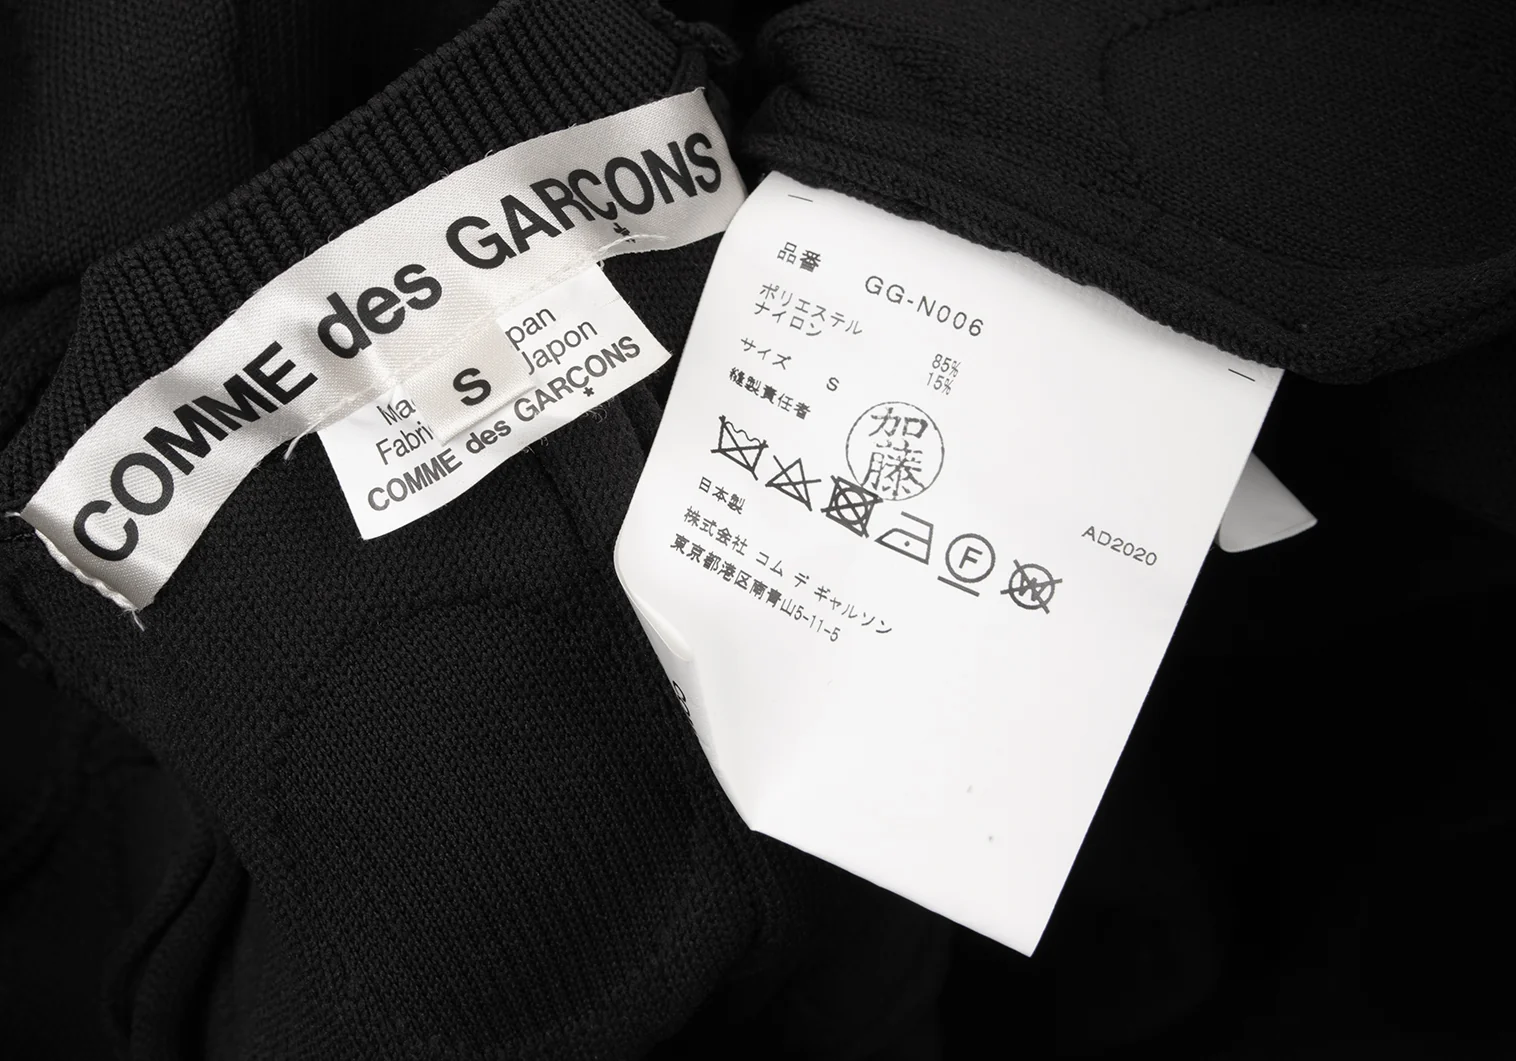 COMME des GARÇONS
S
pan
Japon
COMME des GARÇONS
品番 GG-N006
ポリエステル 85%
ナイロン 15%
サイズ S
縫製責任者
加藤
F
W
日本製
株式会社 コム デ ギャルソン
東京都港区南青山5-11-5
AD2020